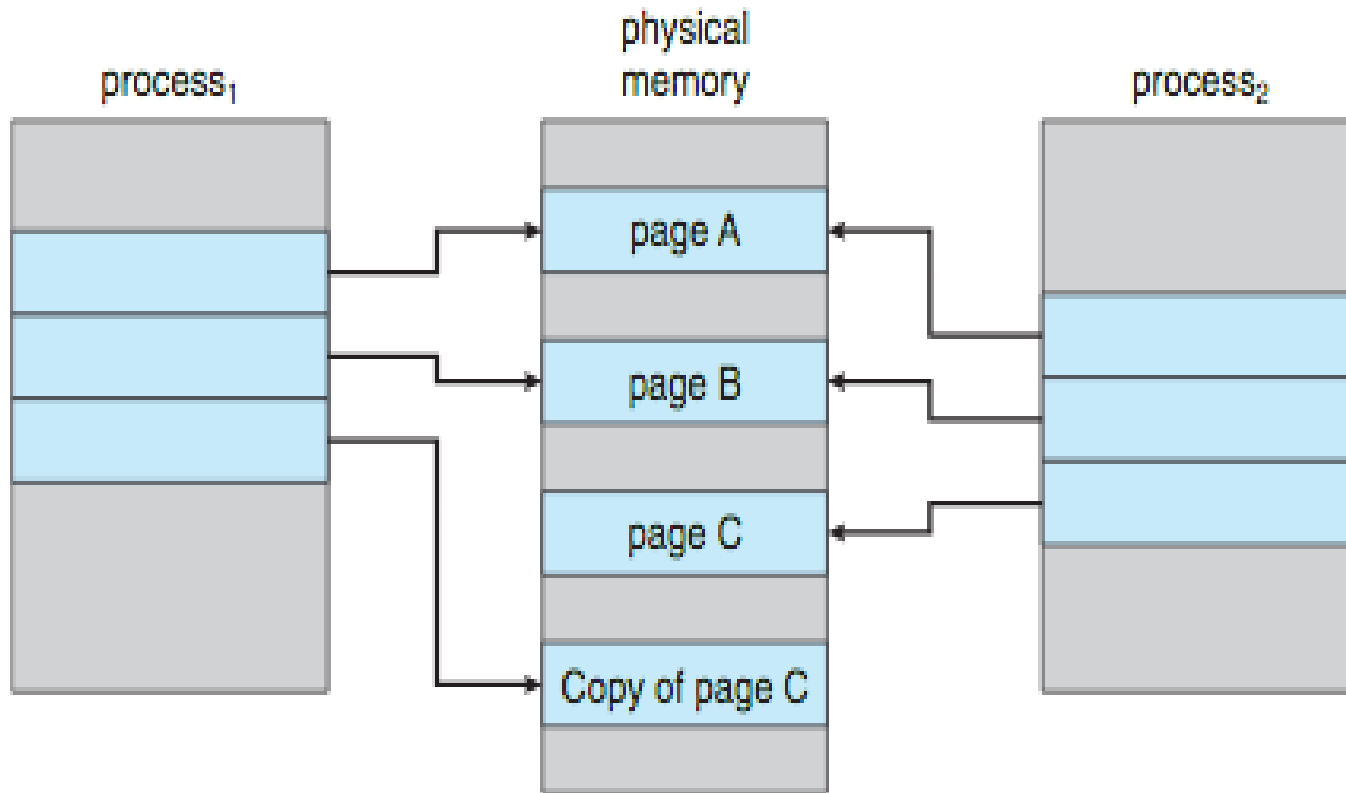 physical
memory
process₁
process₂
page A
page B
page C
Copy of page C